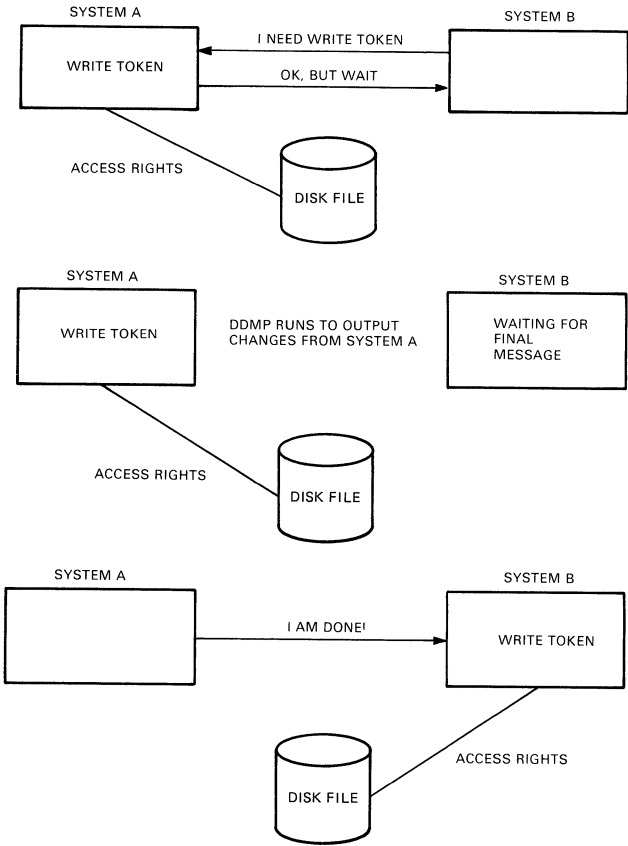 SYSTEM A
SYSTEM B
I NEED WRITE TOKEN
WRITE TOKEN
OK, BUT WAIT
ACCESS RIGHTS
DISK FILE
SYSTEM A
SYSTEM B
WRITE TOKEN
DDMP RUNS TO OUTPUT
CHANGES FROM SYSTEM A
WAITING FOR
FINAL
MESSAGE
ACCESS RIGHTS
DISK FILE
SYSTEM A
SYSTEM B
I AM DONE!
WRITE TOKEN
ACCESS RIGHTS
DISK FILE